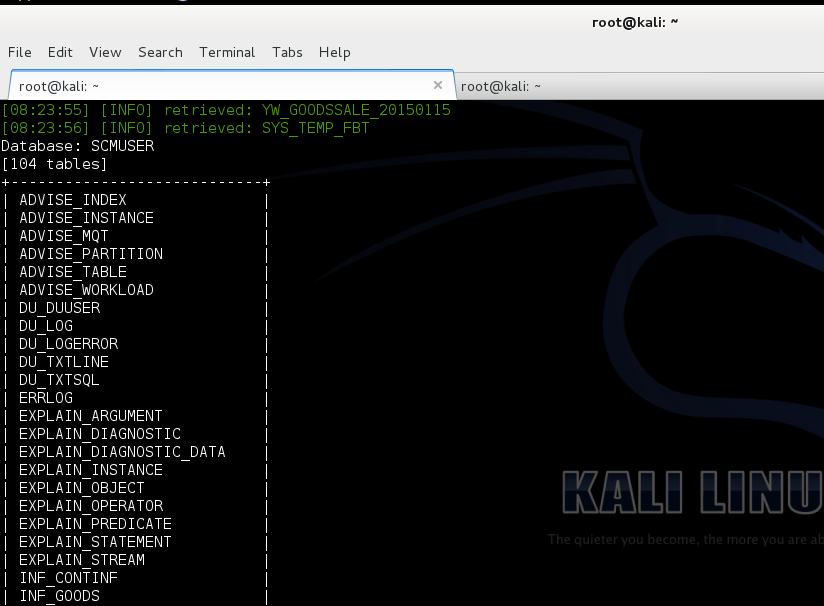 root@kali: ~
File Edit View Search Terminal Tabs Help
root@kali: ~ × root@kali: ~
[08:23:55] [INFO] retrieved: YW_GOODSSALE_20150115
[08:23:56] [INFO] retrieved: SYS_TEMP_FBT
Database: SCMUSER
[104 tables]
+----------------------------+
| ADVISE_INDEX |
| ADVISE_INSTANCE |
| ADVISE_MQT |
| ADVISE_PARTITION |
| ADVISE_TABLE |
| ADVISE_WORKLOAD |
| DU_DUUSER |
| DU_LOG |
| DU_LOGERROR |
| DU_TXTLINE |
| DU_TXTSQL |
| ERRLOG |
| EXPLAIN_ARGUMENT |
| EXPLAIN_DIAGNOSTIC |
| EXPLAIN_DIAGNOSTIC_DATA |
| EXPLAIN_INSTANCE |
| EXPLAIN_OBJECT |
| EXPLAIN_OPERATOR |
| EXPLAIN_PREDICATE |
| EXPLAIN_STATEMENT |
| EXPLAIN_STREAM |
| INF_CONTINF |
| INF_GOODS |
KALI LINU
The quieter you become, the more you are ab